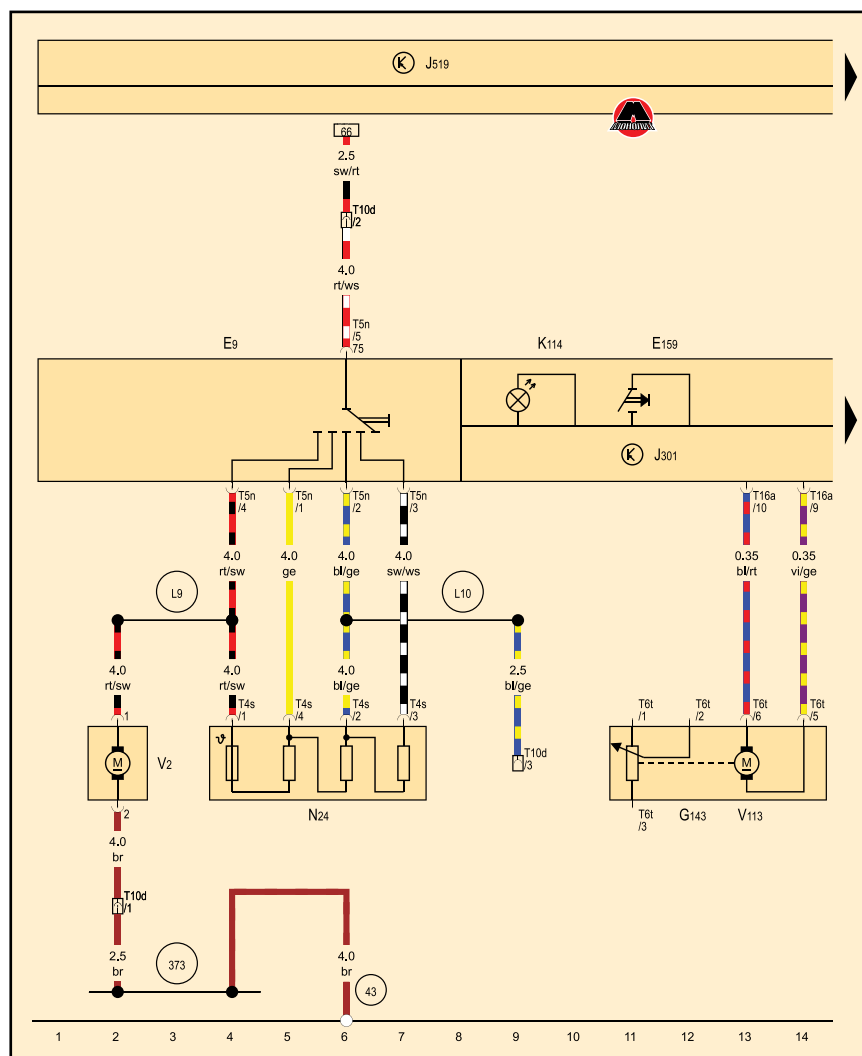 K J519
66
2.5
sw/rt
T10d
/2
4.0
rt/ws
T5n
/5
75
E9 K114 E159
K J301
T5n
/4
T5n
/1
T5n
/2
T5n
/3
T16a
/10
T16a
/9
4.0
rt/sw
4.0
ge
4.0
bl/ge
4.0
sw/ws
0.35
bl/rt
0.35
vi/ge
L9
L10
4.0
rt/sw
4.0
rt/sw
4.0
bl/ge
2.5
bl/ge
1
T4s
/1
T4s
/4
T4s
/2
T4s
/3
T6t
/1
T6t
/2
T6t
/6
T6t
/5
M V2
ϑ
T10d
/3
M
N24
2
T6t
/3
G143 V113
4.0
br
T10d
/1
2.5
br
373
4.0
br
43
1 2 3 4 5 6 7 8 9 10 11 12 13 14